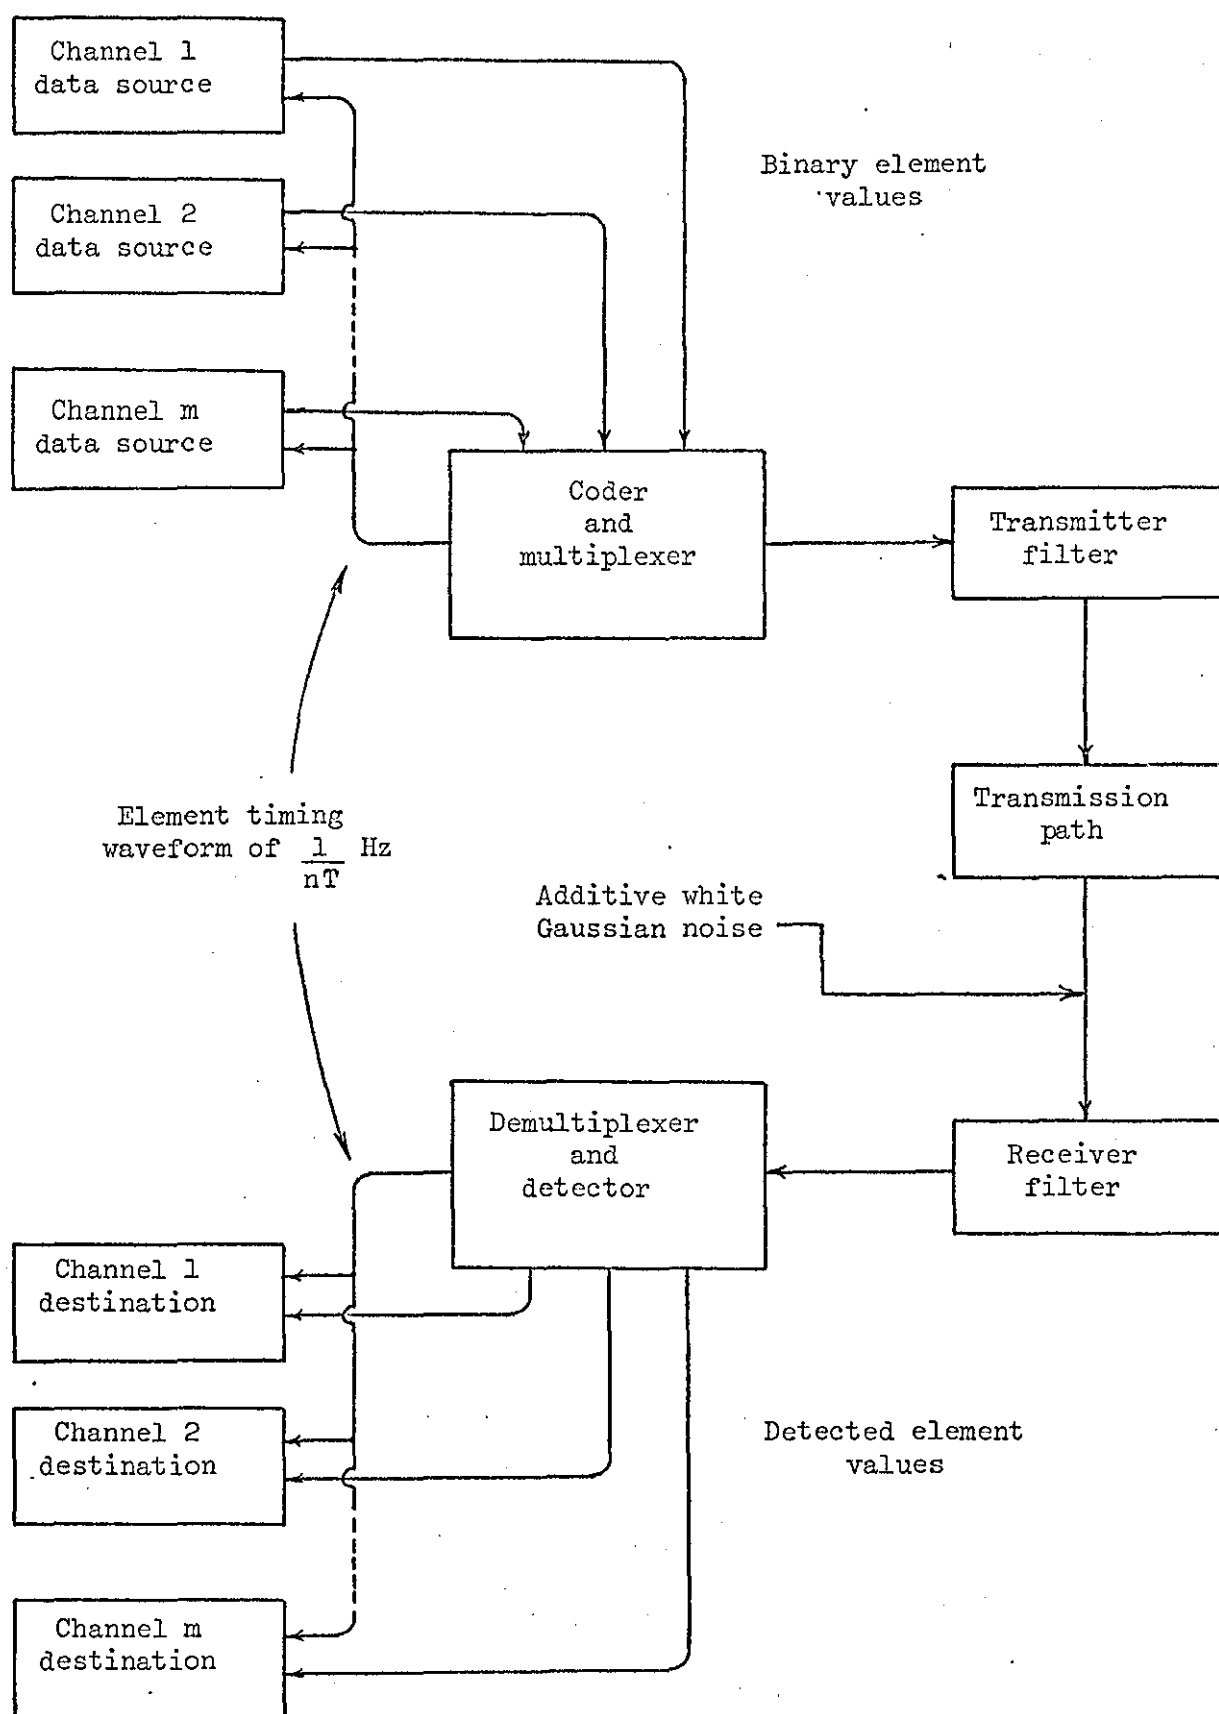 Channel 1
data source
Binary element
values
Channel 2
data source
Channel m
data source
Coder
and
multiplexer
Transmitter
filter
Transmission
path
Element timing
waveform of 1/nT Hz
Additive white
Gaussian noise
Demultiplexer
and
detector
Receiver
filter
Channel 1
destination
Channel 2
destination
Detected element
values
Channel m
destination